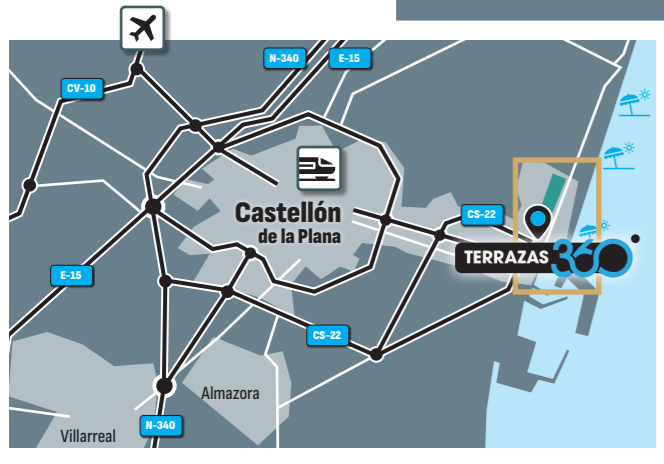 N-340
E-15
CV-10
Castellón
de la Plana
CS-22
TERRAZAS 360°
E-15
CS-22
Almazora
N-340
Villarreal